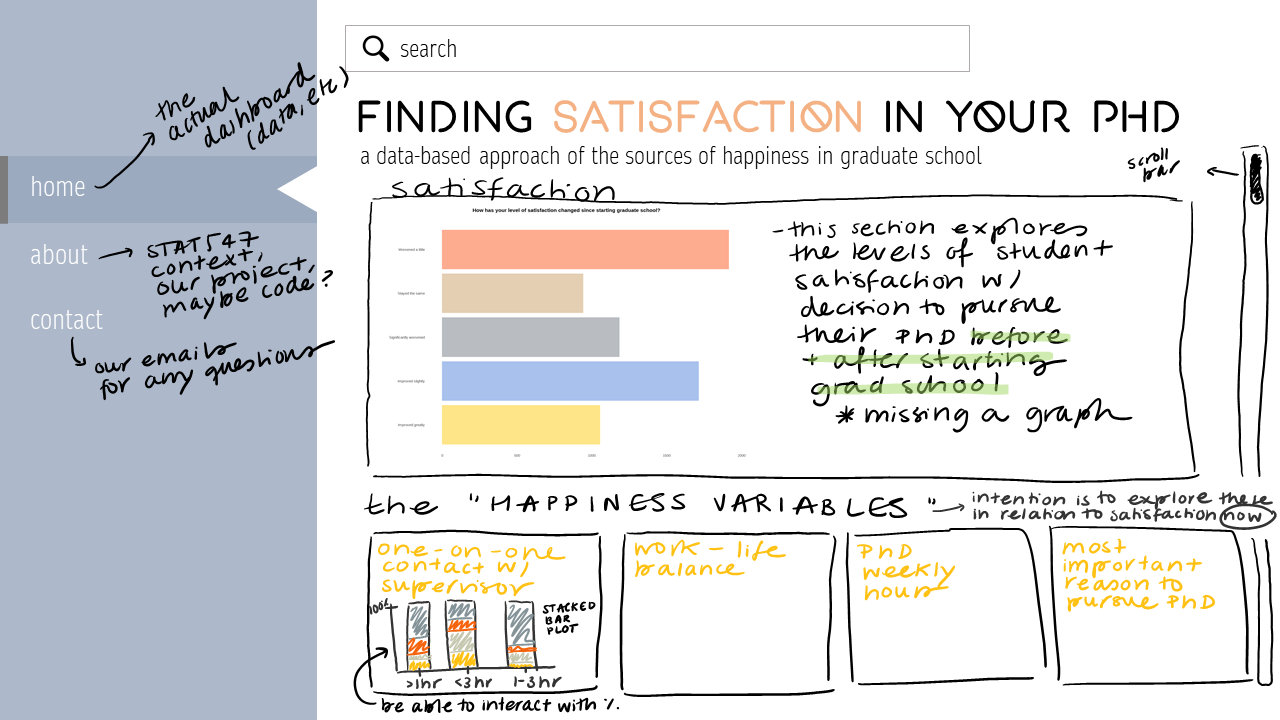 search
the
actual
dashboard
(data, etc)
home
about
STAT547
context,
our project,
maybe code?
contact
our emails
for any questions
FINDING SATISFACTION IN YOUR PHD
a data-based approach of the sources of happiness in graduate school
scroll
bar
satisfaction
How has your level of satisfaction changed since starting graduate school?
Worsened a little
Stayed the same
Significantly worsened
Improved slightly
Improved greatly
0 500 1000 1500 2000
- this section explores
the levels of student
satisfaction w/
decision to pursue
their PhD before
+ after starting
grad school
* missing a graph
the "HAPPINESS VARIABLES"
intention is to explore these
in relation to satisfaction now
one-on-one
contact w/
supervisor
100%
STACKED
BAR
PLOT
>1hr <3hr 1-3hr
be able to interact with %.
work - life
balance
PhD
weekly
hours
most
important
reason to
pursue PhD